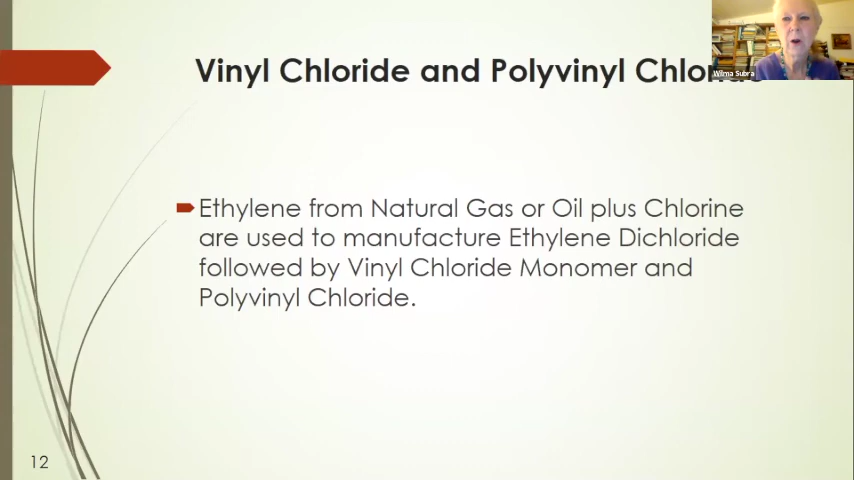 Vinyl Chloride and Polyvinyl Chloride
Wilma Subra
Ethylene from Natural Gas or Oil plus Chlorine
are used to manufacture Ethylene Dichloride
followed by Vinyl Chloride Monomer and
Polyvinyl Chloride.
12